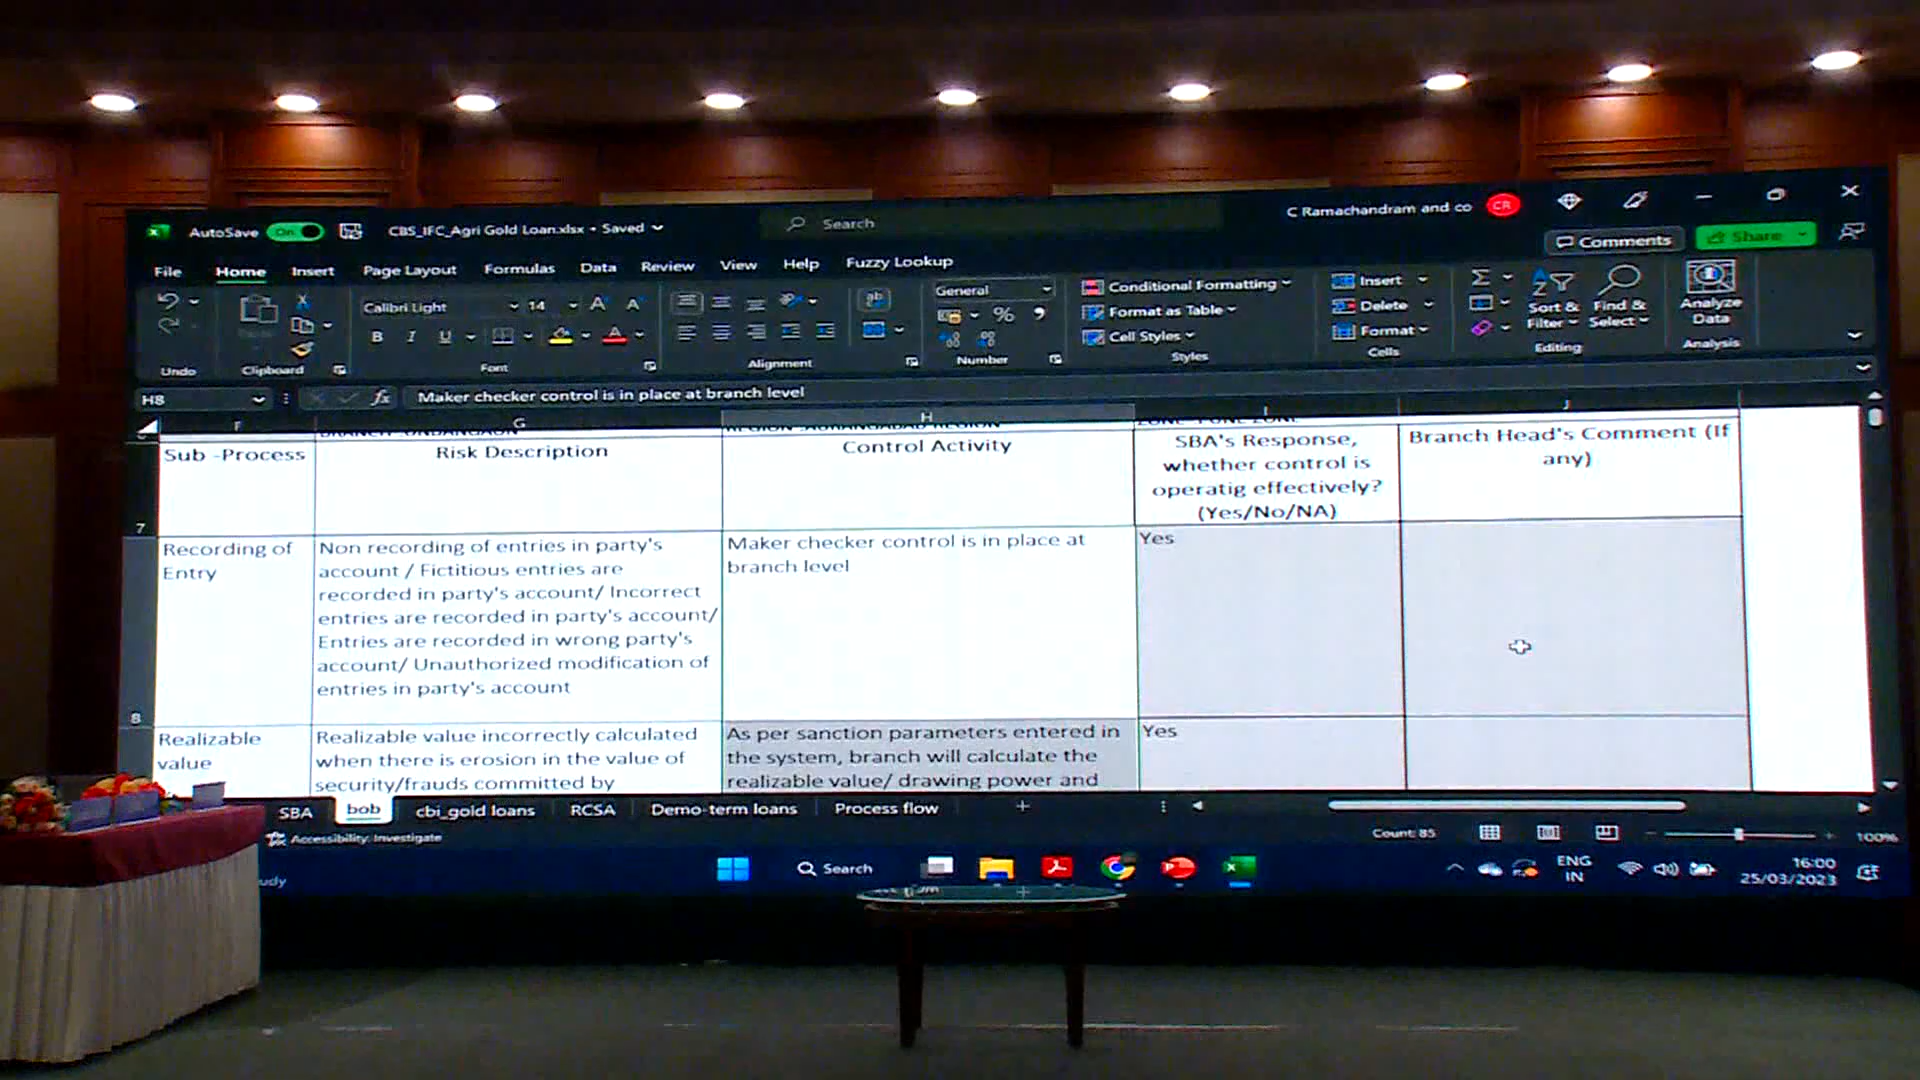 AutoSave On CBS_IFC_Agri Gold Loan.xlsx • Saved Search C Ramachandram and co CR
Comments Share
File Home Insert Page Layout Formulas Data Review View Help Fuzzy Lookup
Calibri Light 14 A A General Conditional Formatting Insert
Format as Table Delete Sort & Find & Analyze
B I U A Cell Styles Format Filter Select Data
Undo Clipboard Font Alignment Number Styles Cells Editing Analysis
H8 fx Maker checker control is in place at branch level
F G H I J
Sub -Process
Risk Description
Control Activity
SBA's Response,
whether control is
operatig effectively?
(Yes/No/NA)
Branch Head's Comment (If
any)
7
Recording of
Entry
Non recording of entries in party's
account / Fictitious entries are
recorded in party's account/ Incorrect
entries are recorded in party's account/
Entries are recorded in wrong party's
account/ Unauthorized modification of
entries in party's account
Maker checker control is in place at
branch level
Yes
8
Realizable
value
Realizable value incorrectly calculated
when there is erosion in the value of
security/frauds committed by
As per sanction parameters entered in
the system, branch will calculate the
realizable value/ drawing power and
Yes
SBA bob cbi_gold loans RCSA Demo-term loans Process flow
Accessibility: Investigate Count: 85 100%
Search ENG
IN
16:00
25/03/2023